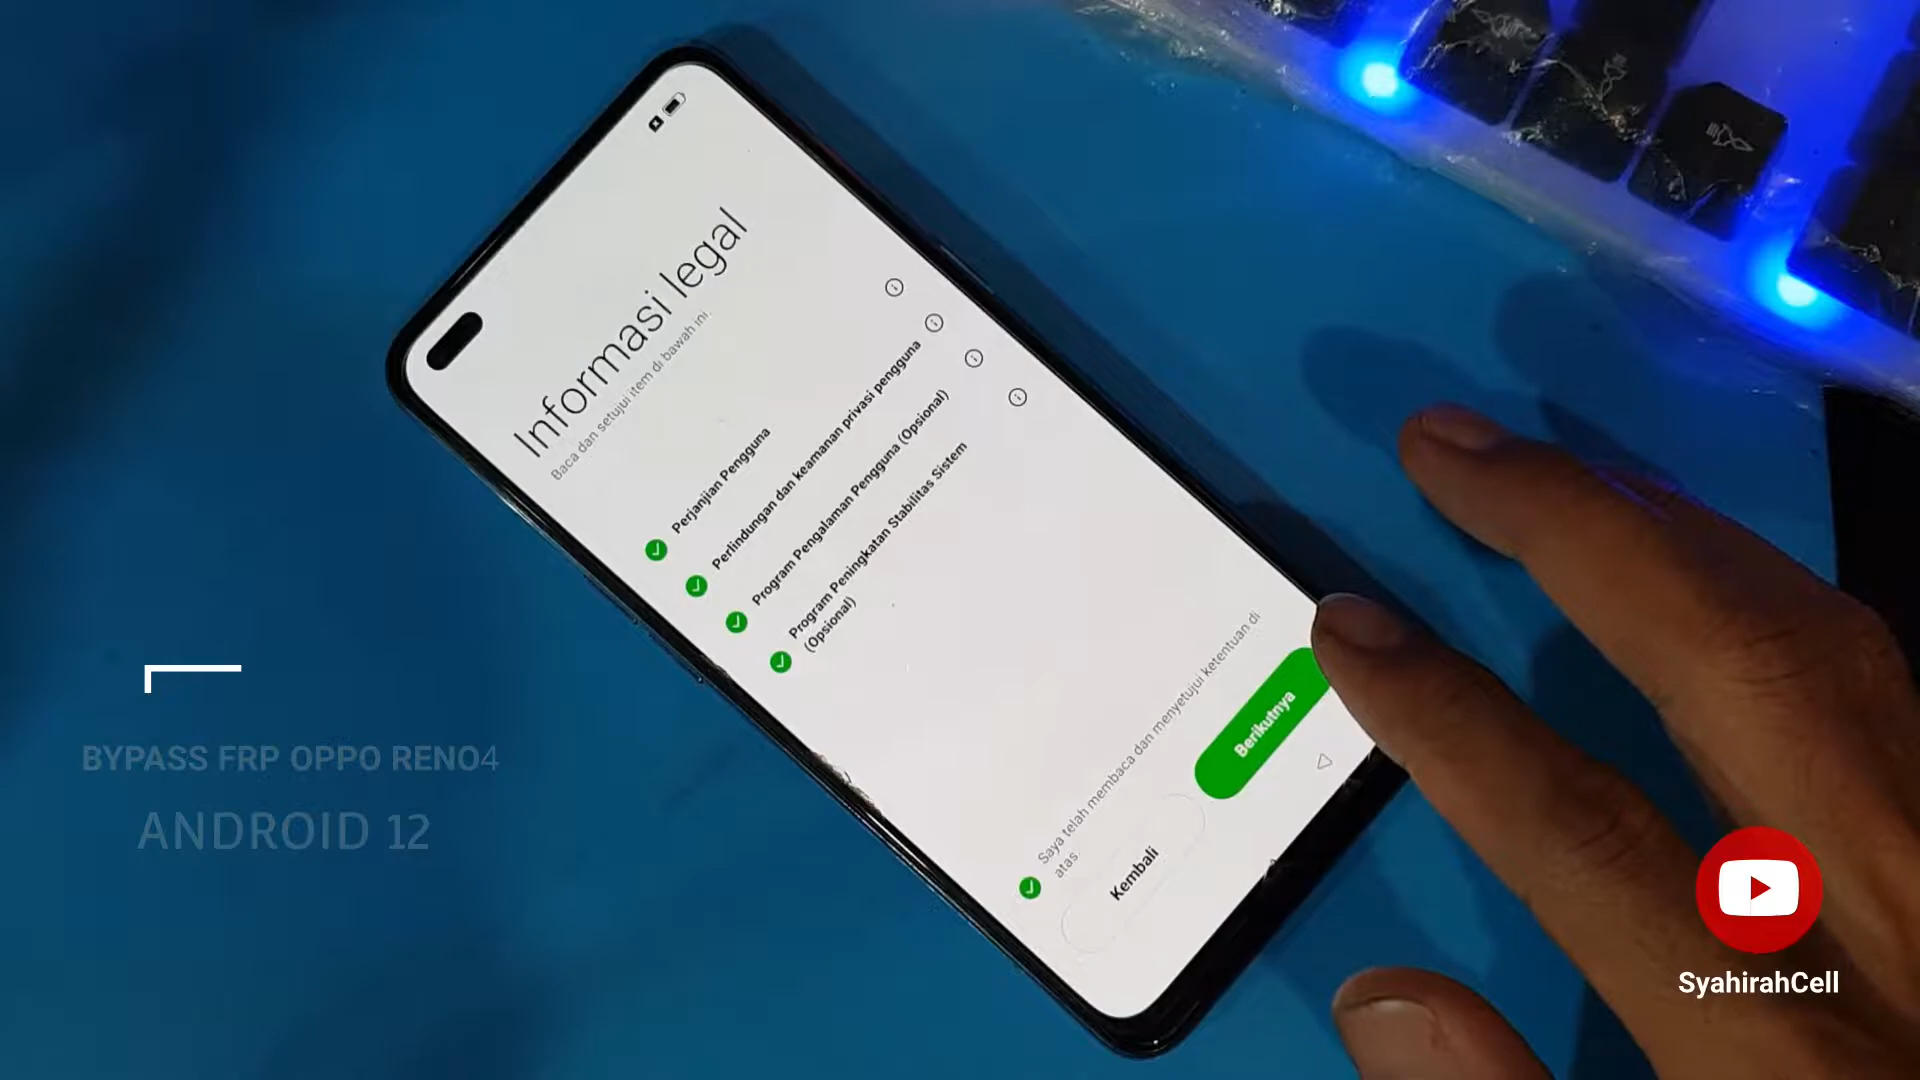 Informasi legal
Baca dan setujui item di bawah ini.
Perjanjian Pengguna
Perlindungan dan keamanan privasi pengguna
Program Pengalaman Pengguna (Opsional)
Program Peningkatan Stabilitas Sistem
(Opsional)
Saya telah membaca dan menyetujui ketentuan di
atas.
Kembali
Berikutnya
BYPASS FRP OPPO RENO4
ANDROID 12
SyahirahCell